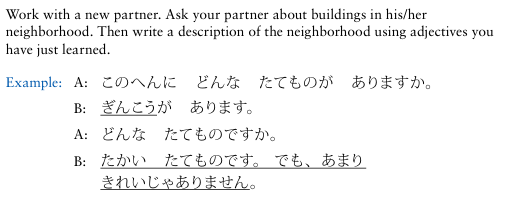 Work with a new partner. Ask your partner about buildings in his/her
neighborhood. Then write a description of the neighborhood using adjectives you
have just learned.
Example: A: このへんに　どんな　たてものが　ありますか。
B: ぎんこうが　あります。
A: どんな　たてものですか。
B: たかい　たてものです。　でも、あまり
きれいじゃありません。